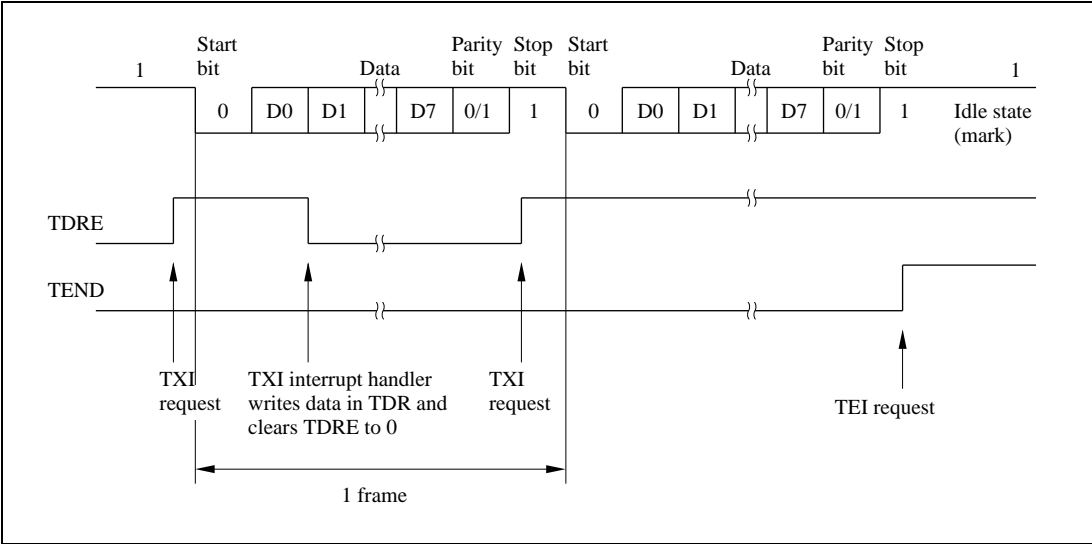 Start bit
Data
Parity bit
Stop bit
Start bit
Data
Parity bit
Stop bit
1
1
0
D0
D1
D7
0/1
1
0
D0
D1
D7
0/1
1
Idle state
(mark)
TDRE
TEND
TXI
request
TXI interrupt handler
writes data in TDR and
clears TDRE to 0
TXI
request
TEI request
1 frame